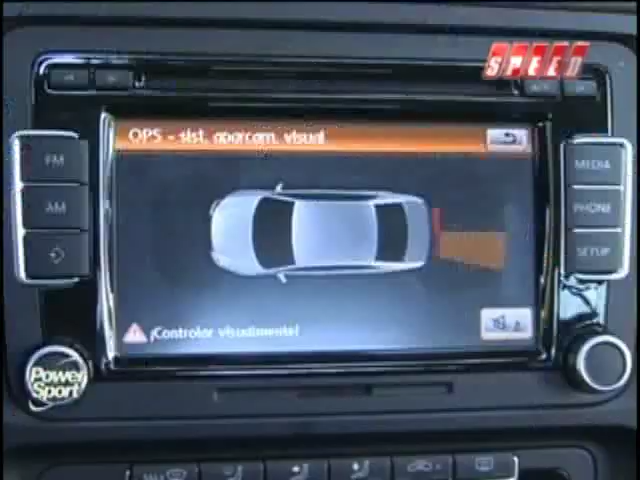 SPEED
OPS - sist. aparcam. visual
FM
MEDIA
AM
PHONE
SETUP
¡Controlar visualmente!
Power
Sport